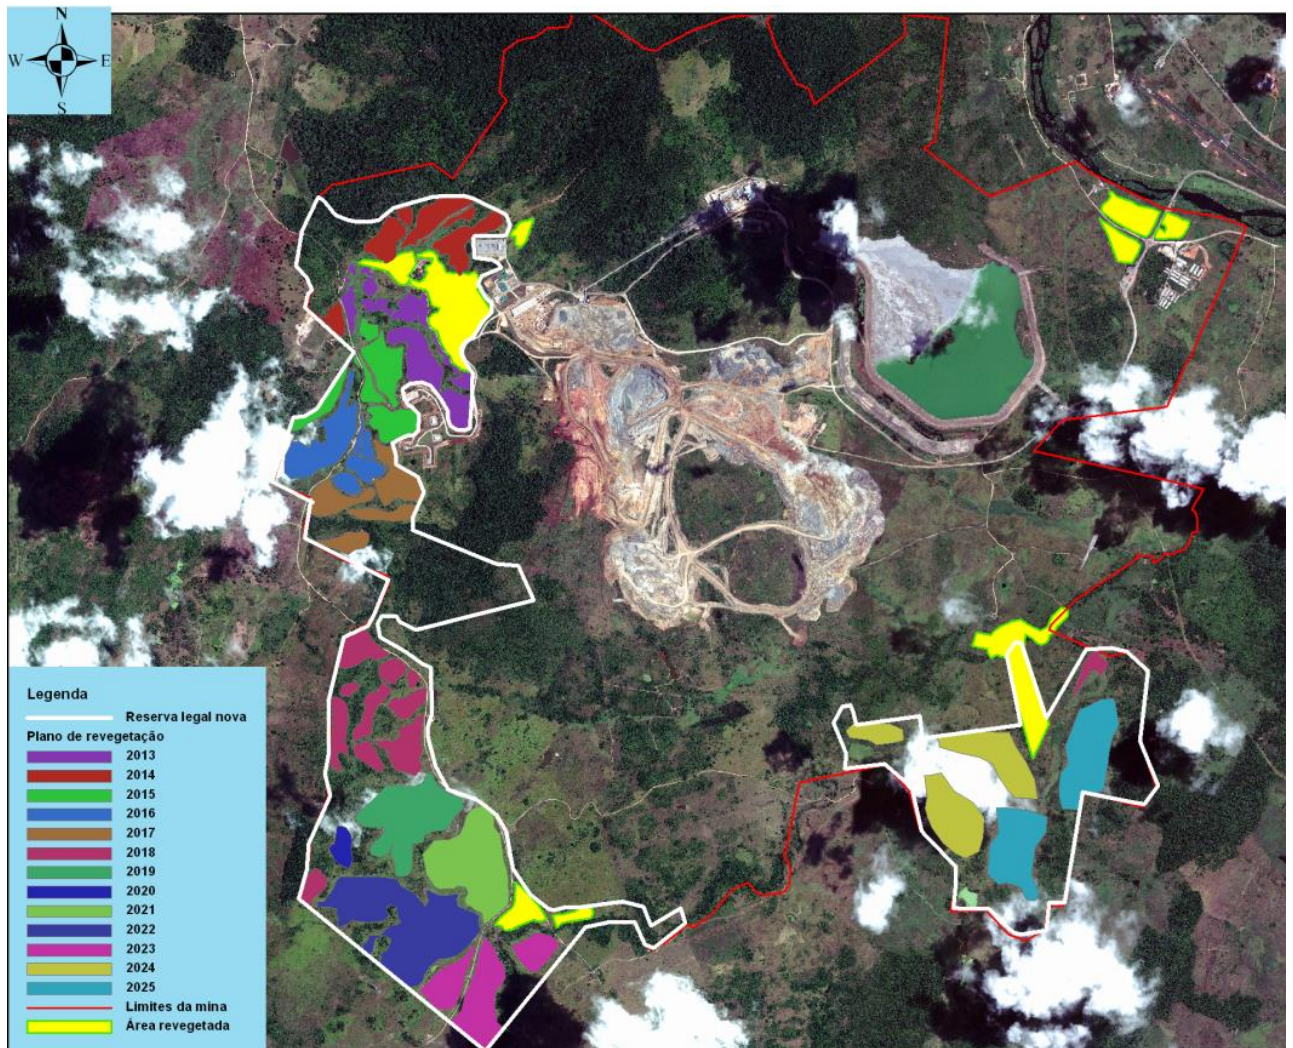 N
W E
S
Legenda
Reserva legal nova
Plano de revegetação
2013
2014
2015
2016
2017
2018
2019
2020
2021
2022
2023
2024
2025
Limites da mina
Área revegetada